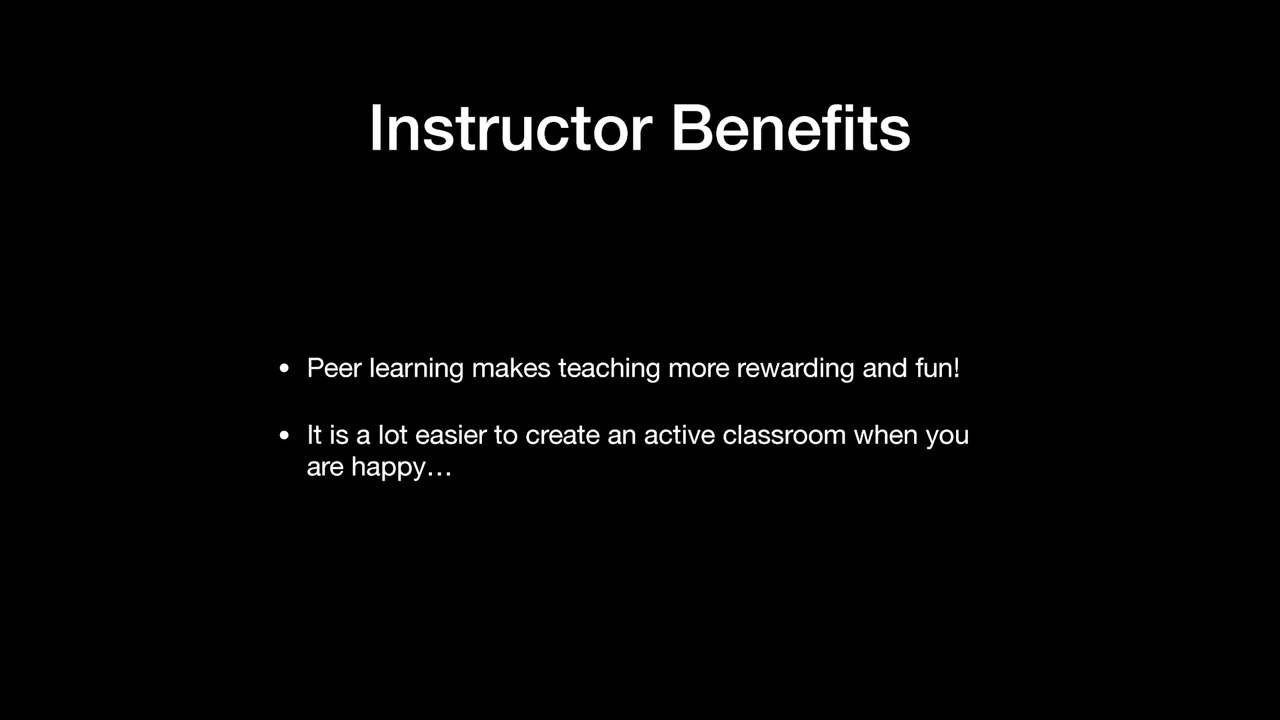 Instructor Benefits
• Peer learning makes teaching more rewarding and fun!
• It is a lot easier to create an active classroom when you
are happy…